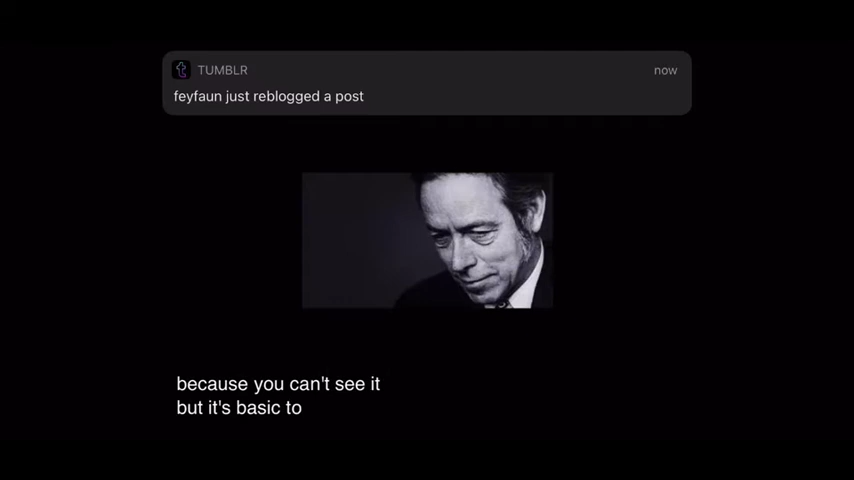 TUMBLR
now
feyfaun just reblogged a post
because you can't see it
but it's basic to